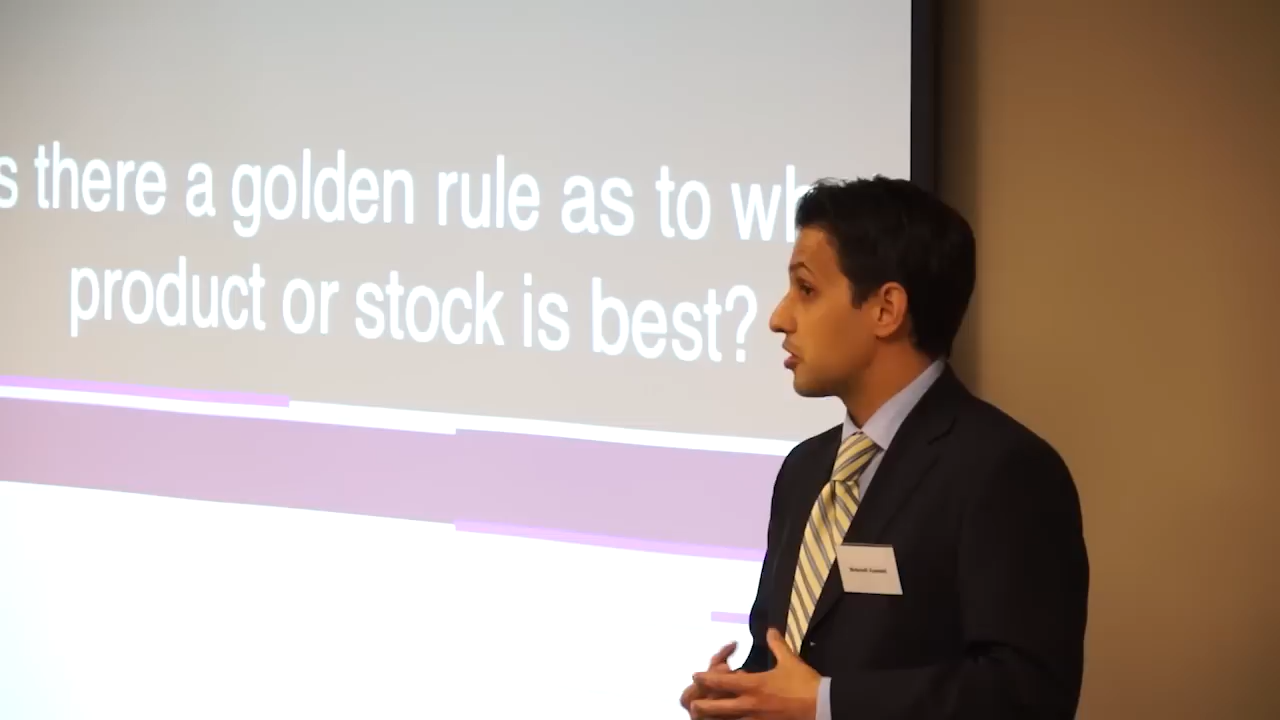 s there a golden rule as to wh
product or stock is best?